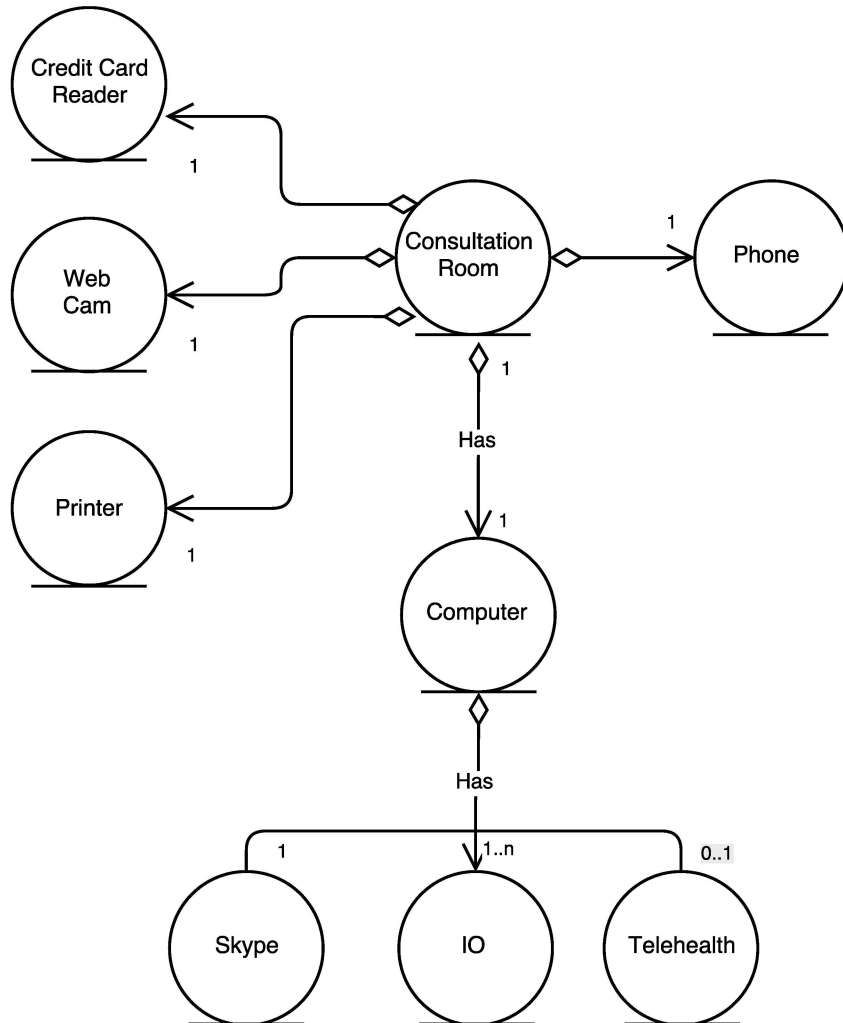 Credit Card
Reader
1
Consultation
Room
1
Phone
Web
Cam
1
1
Has
Printer
1
1
Computer
Has
1
1..n
0..1
Skype
IO
Telehealth